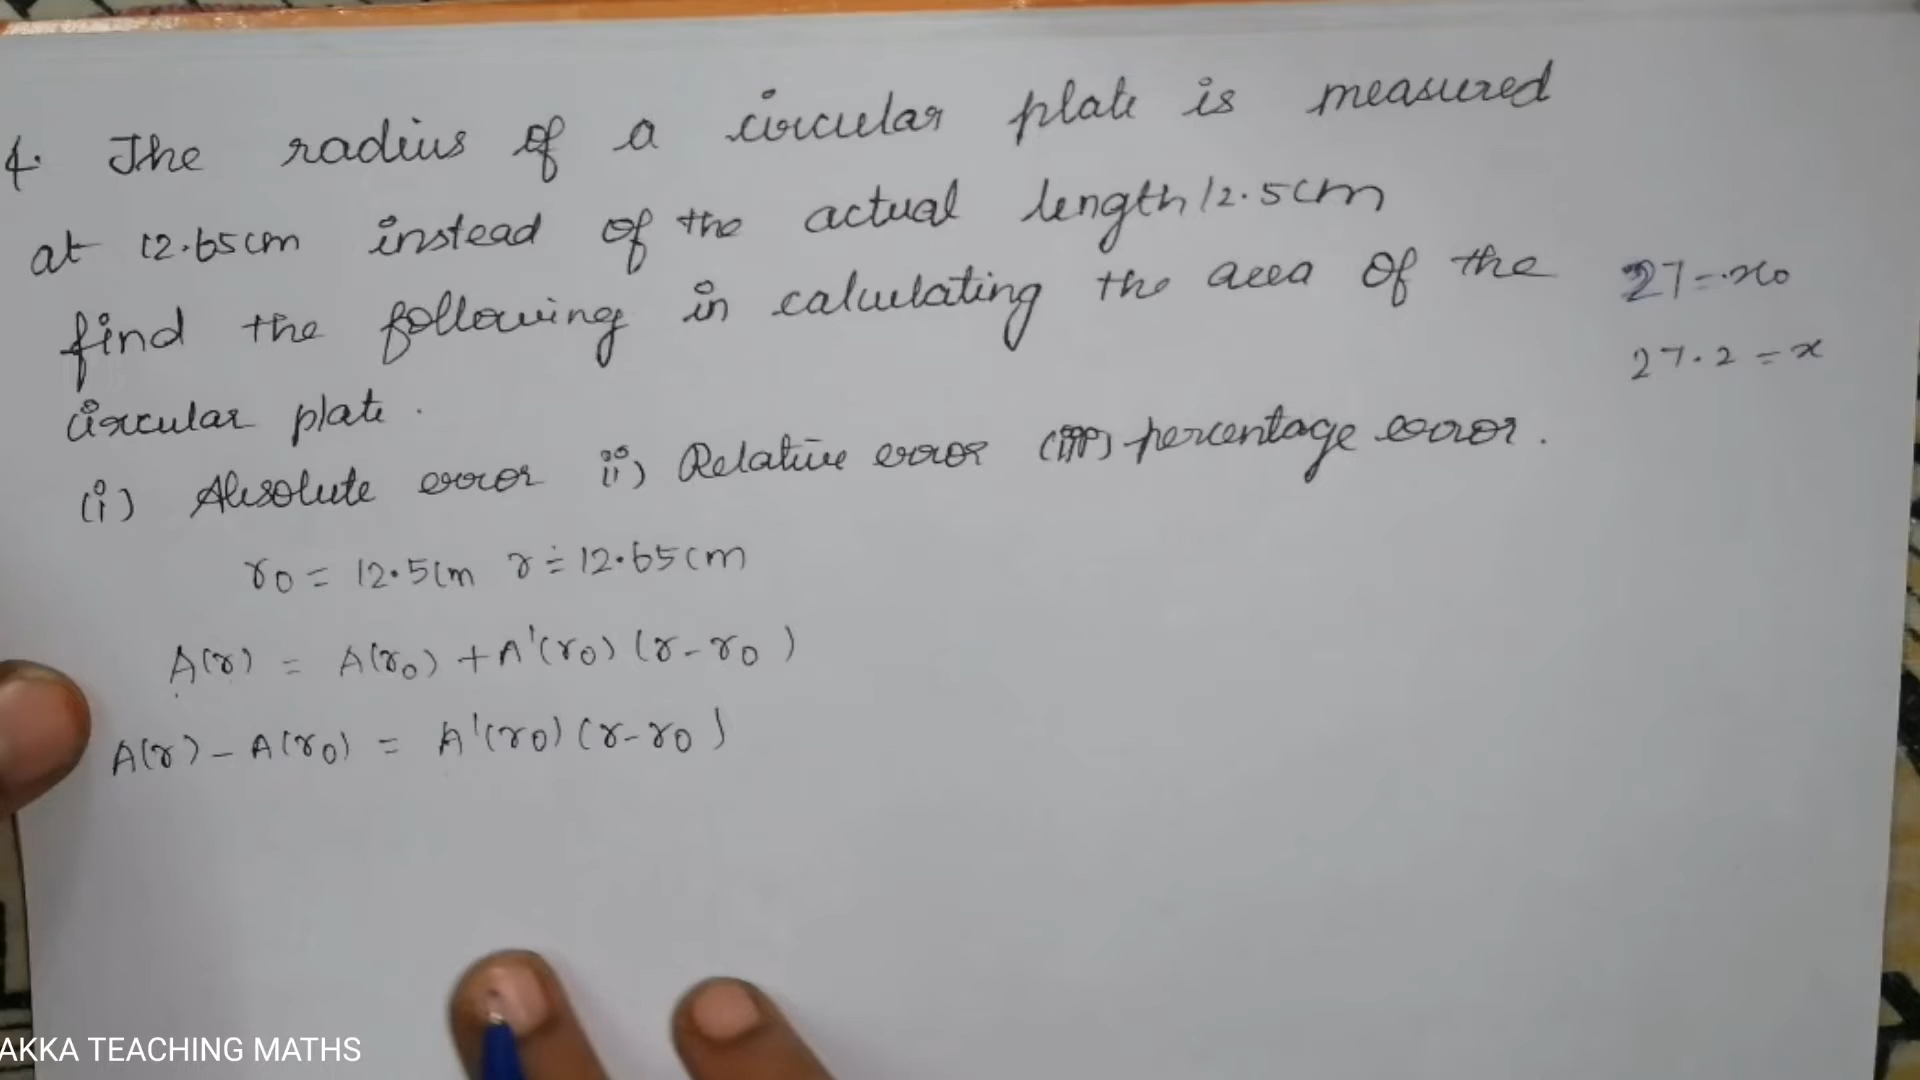 4. The radius of a circular plate is measured
at 12.65cm instead of the actual length 12.5cm
find the following in calculating the area of the
circular plate.
(i) Absolute error ii) Relative error (iii) percentage error.
27 = x0
27.2 = x
r0 = 12.5cm r = 12.65cm
A(r) = A(r0) + A'(r0) (r-r0)
A(r) - A(r0) = A'(r0) (r-r0)
AKKA TEACHING MATHS